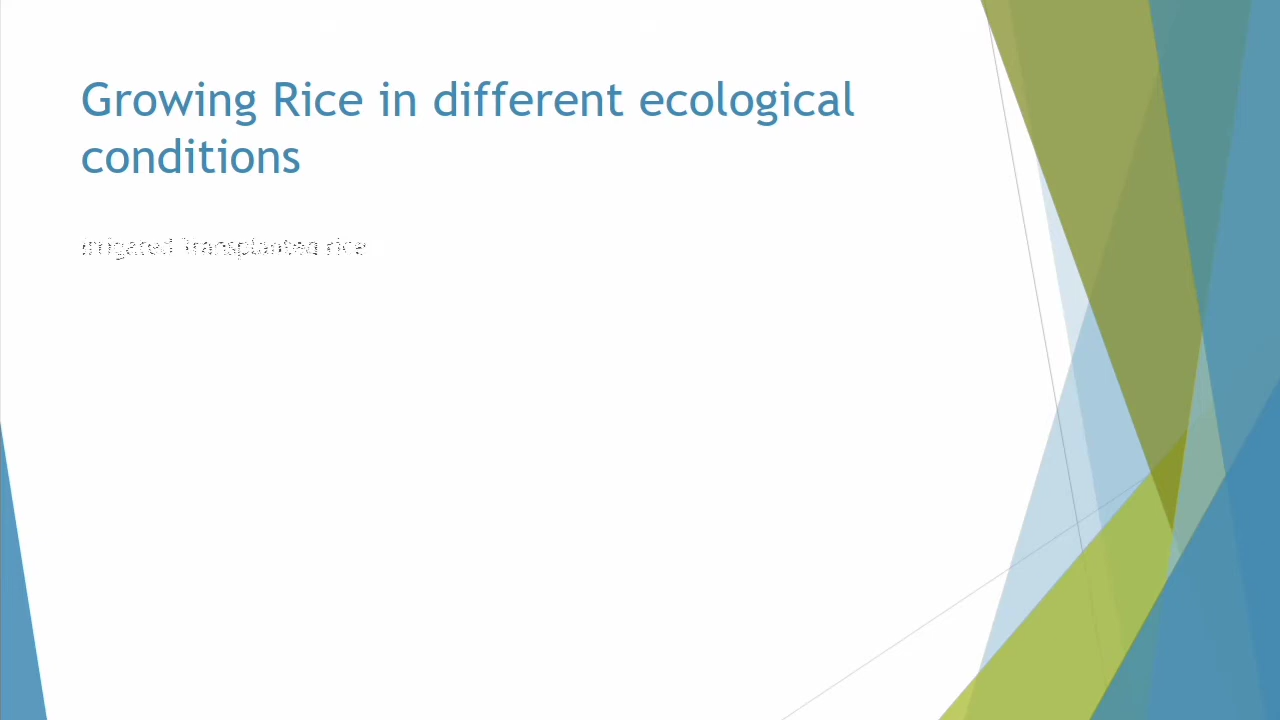 Growing Rice in different ecological
conditions
Irrigated Transplanted rice